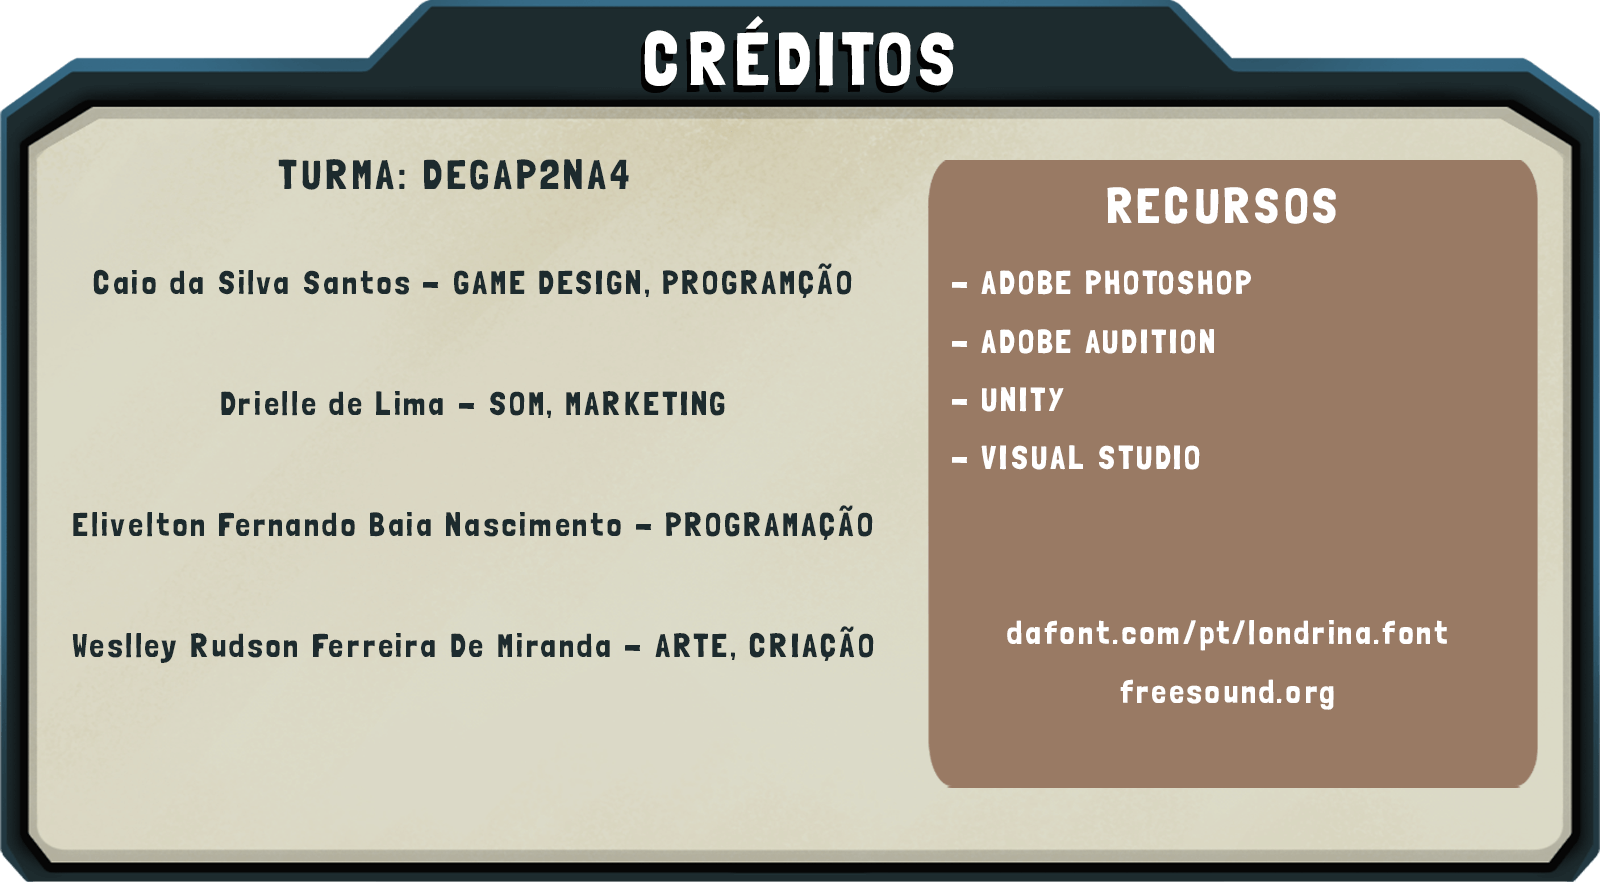 CRÉDITOS
TURMA: DEGAP2NA4
Caio da Silva Santos – GAME DESIGN, PROGRAMÇÃO
Drielle de Lima – SOM, MARKETING
Elivelton Fernando Baia Nascimento – PROGRAMAÇÃO
Weslley Rudson Ferreira De Miranda – ARTE, CRIAÇÃO
RECURSOS
– ADOBE PHOTOSHOP
– ADOBE AUDITION
– UNITY
– VISUAL STUDIO
dafont.com/pt/londrina.font
freesound.org